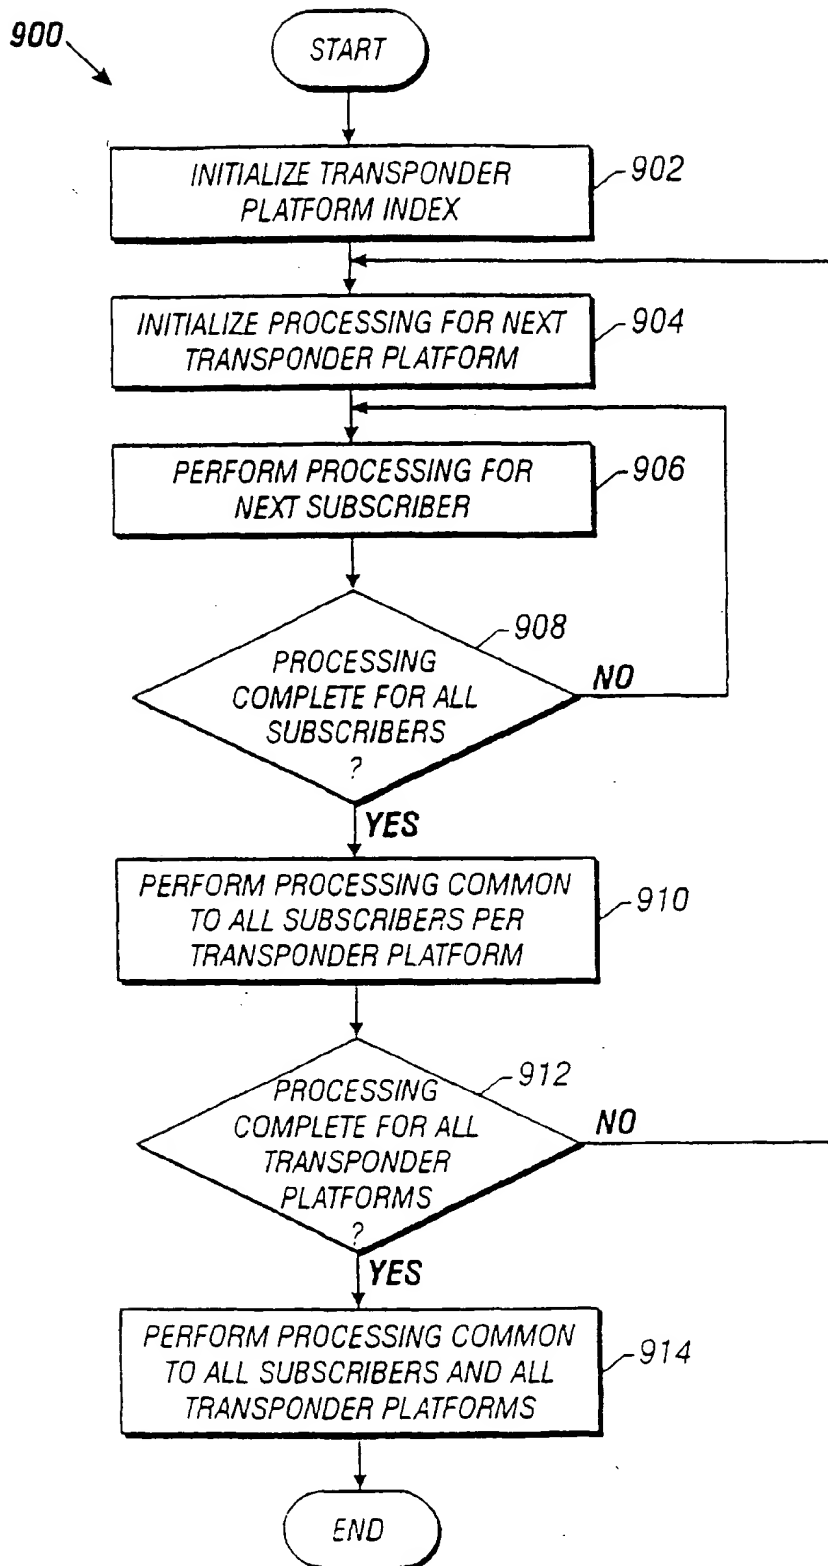 900
START
INITIALIZE TRANSPONDER
PLATFORM INDEX
902
INITIALIZE PROCESSING FOR NEXT
TRANSPONDER PLATFORM
904
PERFORM PROCESSING FOR
NEXT SUBSCRIBER
906
908
PROCESSING
COMPLETE FOR ALL
SUBSCRIBERS
?
NO
YES
PERFORM PROCESSING COMMON
TO ALL SUBSCRIBERS PER
TRANSPONDER PLATFORM
910
912
PROCESSING
COMPLETE FOR ALL
TRANSPONDER
PLATFORMS
?
NO
YES
PERFORM PROCESSING COMMON
TO ALL SUBSCRIBERS AND ALL
TRANSPONDER PLATFORMS
914
END